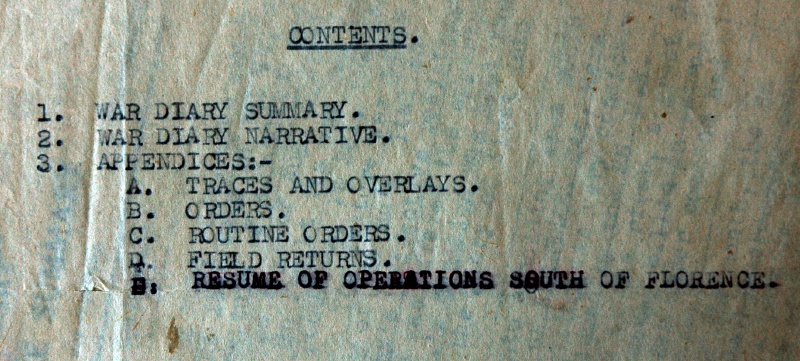 CONTENTS.
1. WAR DIARY SUMMARY.
2. WAR DIARY NARRATIVE.
3. APPENDICES:-
A. TRACES AND OVERLAYS.
B. ORDERS.
C. ROUTINE ORDERS.
D. FIELD RETURNS.
E: RESUME OF OPERATIONS SOUTH OF FLORENCE.